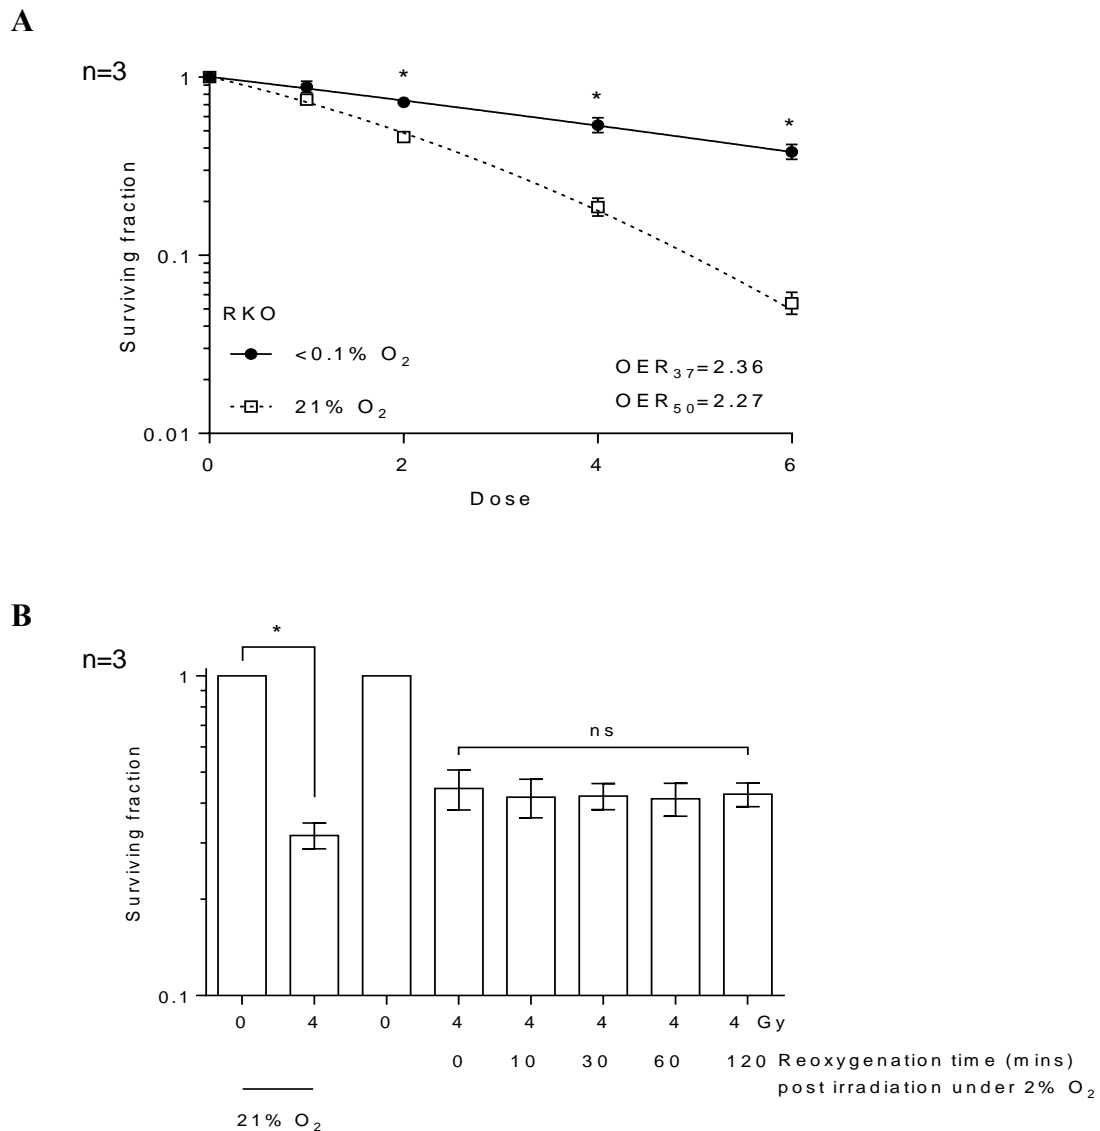 A
n=3
1
*
*
*
Surviving fraction
0.1
RKO
<0.1% O2
OER37=2.36
21% O2
OER50=2.27
0.01
0 2 4 6
Dose
B
*
n=3
1
ns
Surviving fraction
0.1
0 4 0 4 4 4 4 4 Gy
0 10 30 60 120 Reoxygenation time (mins)
post irradiation under 2% O2
21% O2